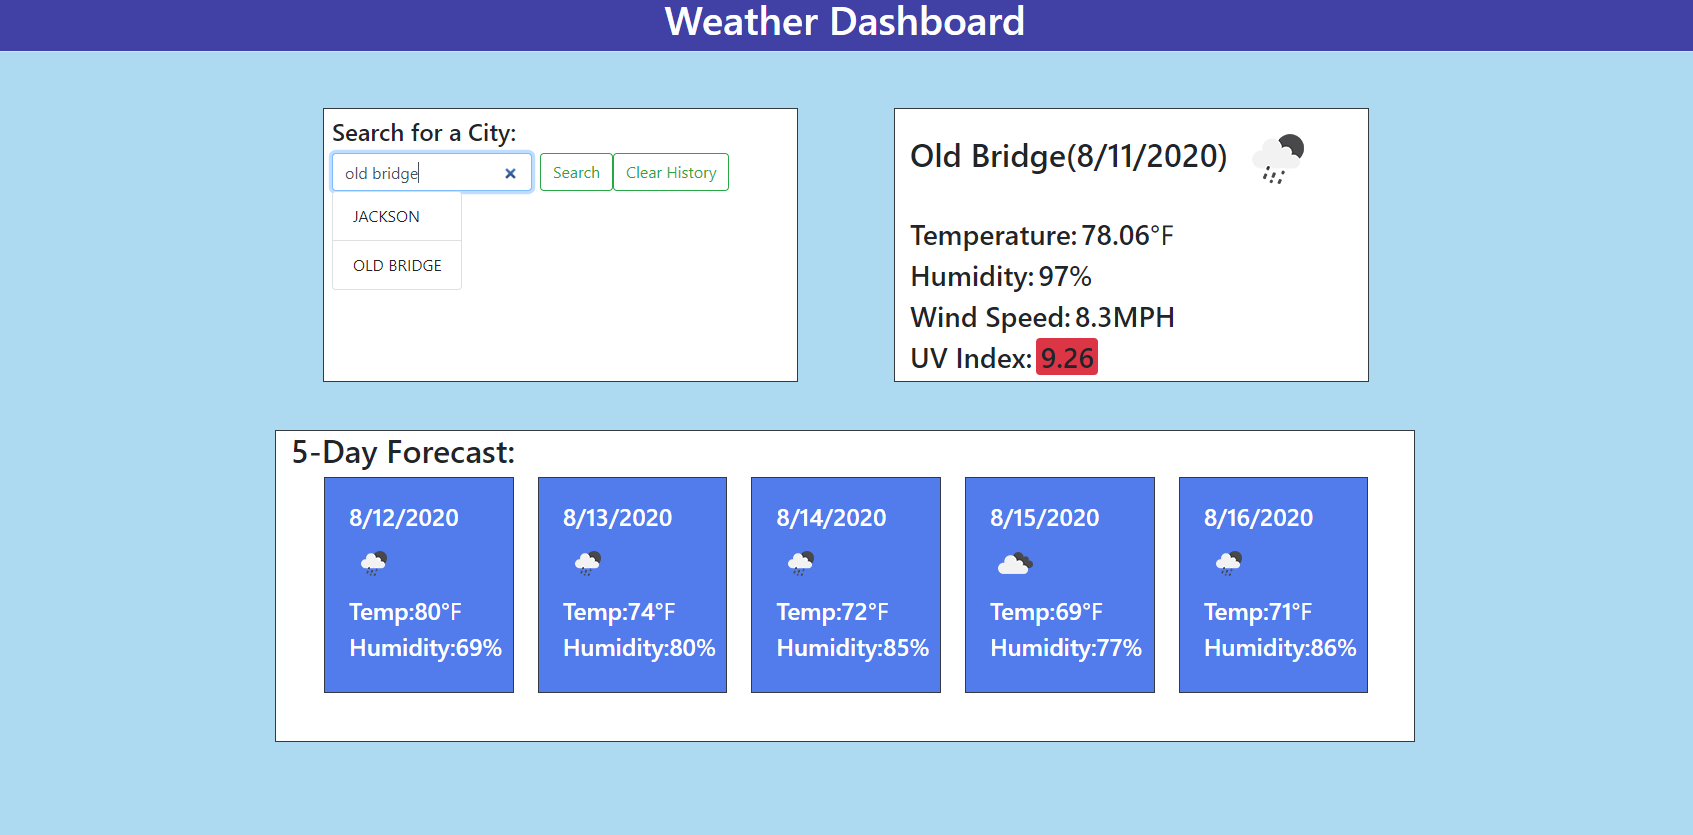 Weather Dashboard
Search for a City:
old bridge
Search
Clear History
JACKSON
OLD BRIDGE
Old Bridge(8/11/2020)
Temperature: 78.06°F
Humidity: 97%
Wind Speed: 8.3MPH
UV Index: 9.26
5-Day Forecast:
8/12/2020
Temp:80°F
Humidity:69%
8/13/2020
Temp:74°F
Humidity:80%
8/14/2020
Temp:72°F
Humidity:85%
8/15/2020
Temp:69°F
Humidity:77%
8/16/2020
Temp:71°F
Humidity:86%